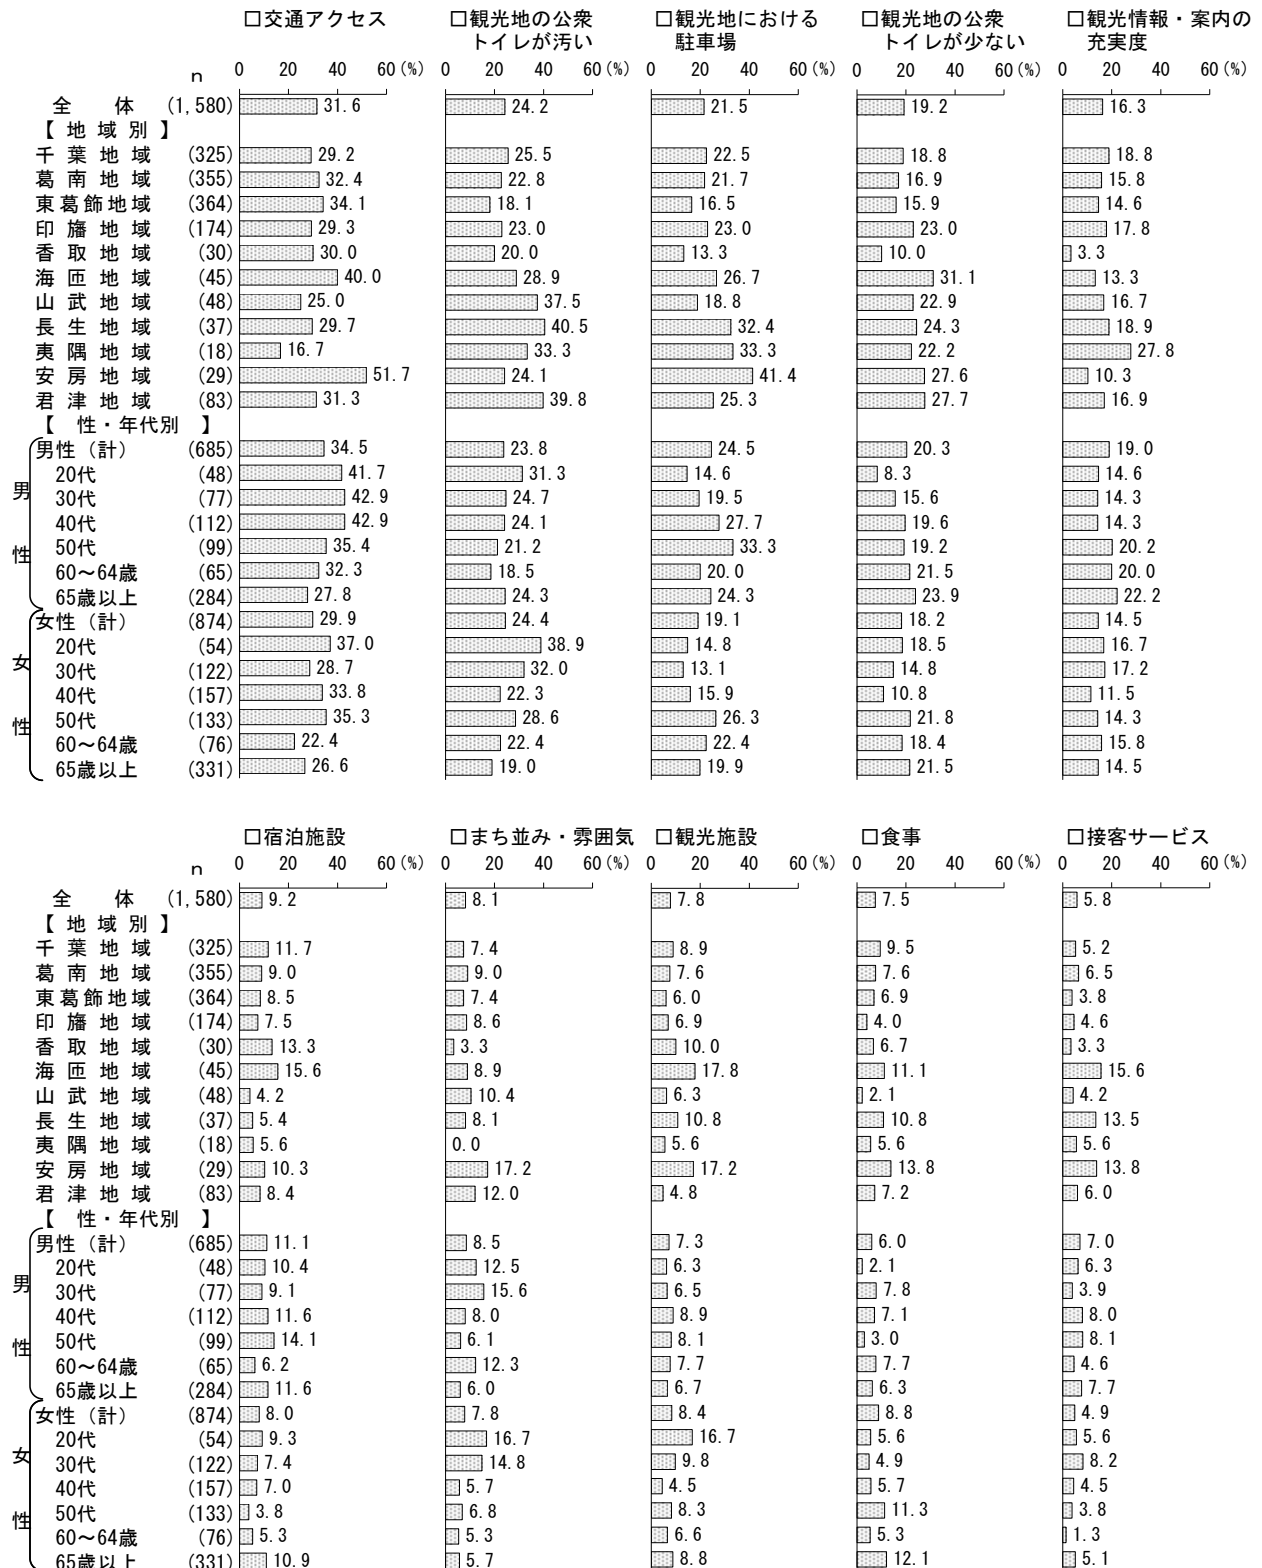 □交通アクセス □観光地の公衆 □観光地における □観光地の公衆 □観光情報・案内の
トイレが汚い 駐車場 トイレが少ない 充実度
n 0 20 40 60(%) 0 20 40 60(%) 0 20 40 60(%) 0 20 40 60(%) 0 20 40 60(%)
全 体 (1,580) 31.6 24.2 21.5 19.2 16.3
【地域別】
千葉地域 (325) 29.2 25.5 22.5 18.8 18.8
葛南地域 (355) 32.4 22.8 21.7 16.9 15.8
東葛飾地域 (364) 34.1 18.1 16.5 15.9 14.6
印旛地域 (174) 29.3 23.0 23.0 23.0 17.8
香取地域 (30) 30.0 20.0 13.3 10.0 3.3
海匝地域 (45) 40.0 28.9 26.7 31.1 13.3
山武地域 (48) 25.0 37.5 18.8 22.9 16.7
長生地域 (37) 29.7 40.5 32.4 24.3 18.9
夷隅地域 (18) 16.7 33.3 33.3 22.2 27.8
安房地域 (29) 51.7 24.1 41.4 27.6 10.3
君津地域 (83) 31.3 39.8 25.3 27.7 16.9
【 性・年代別 】
男性（計） (685) 34.5 23.8 24.5 20.3 19.0
20代 (48) 41.7 31.3 14.6 8.3 14.6
男
30代 (77) 42.9 24.7 19.5 15.6 14.3
40代 (112) 42.9 24.1 27.7 19.6 14.3
性
50代 (99) 35.4 21.2 33.3 19.2 20.2
60～64歳 (65) 32.3 18.5 20.0 21.5 20.0
65歳以上 (284) 27.8 24.3 24.3 23.9 22.2
女性（計） (874) 29.9 24.4 19.1 18.2 14.5
20代 (54) 37.0 38.9 14.8 18.5 16.7
女
30代 (122) 28.7 32.0 13.1 14.8 17.2
40代 (157) 33.8 22.3 15.9 10.8 11.5
性
50代 (133) 35.3 28.6 26.3 21.8 14.3
60～64歳 (76) 22.4 22.4 22.4 18.4 15.8
65歳以上 (331) 26.6 19.0 19.9 21.5 14.5
□宿泊施設 □まち並み・雰囲気 □観光施設 □食事 □接客サービス
n 0 20 40 60(%) 0 20 40 60(%) 0 20 40 60(%) 0 20 40 60(%) 0 20 40 60(%)
全 体 (1,580) 9.2 8.1 7.8 7.5 5.8
【地域別】
千葉地域 (325) 11.7 7.4 8.9 9.5 5.2
葛南地域 (355) 9.0 9.0 7.6 7.6 6.5
東葛飾地域 (364) 8.5 7.4 6.0 6.9 3.8
印旛地域 (174) 7.5 8.6 6.9 4.0 4.6
香取地域 (30) 13.3 3.3 10.0 6.7 3.3
海匝地域 (45) 15.6 8.9 17.8 11.1 15.6
山武地域 (48) 4.2 10.4 6.3 2.1 4.2
長生地域 (37) 5.4 8.1 10.8 10.8 13.5
夷隅地域 (18) 5.6 0.0 5.6 5.6 5.6
安房地域 (29) 10.3 17.2 17.2 13.8 13.8
君津地域 (83) 8.4 12.0 4.8 7.2 6.0
【 性・年代別 】
男性（計） (685) 11.1 8.5 7.3 6.0 7.0
20代 (48) 10.4 12.5 6.3 2.1 6.3
男
30代 (77) 9.1 15.6 6.5 7.8 3.9
40代 (112) 11.6 8.0 8.9 7.1 8.0
性
50代 (99) 14.1 6.1 8.1 3.0 8.1
60～64歳 (65) 6.2 12.3 7.7 7.7 4.6
65歳以上 (284) 11.6 6.0 6.7 6.3 7.7
女性（計） (874) 8.0 7.8 8.4 8.8 4.9
20代 (54) 9.3 16.7 16.7 5.6 5.6
女
30代 (122) 7.4 14.8 9.8 4.9 8.2
40代 (157) 7.0 5.7 4.5 5.7 4.5
50代 (133) 3.8 6.8 8.3 11.3 3.8
性
60～64歳 (76) 5.3 5.3 6.6 5.3 1.3
65歳以上 (331) 10.9 5.7 8.8 12.1 5.1